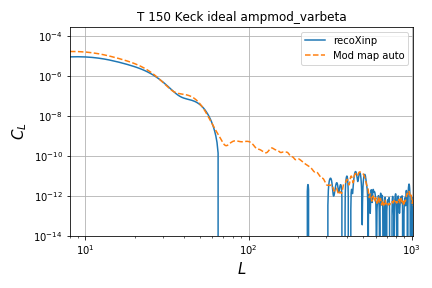 T 150 Keck ideal ampmod_varbeta
recoXinp
Mod map auto
10⁻⁴
10⁻⁶
10⁻⁸
10⁻¹⁰
10⁻¹²
10⁻¹⁴
C_L
10¹
10²
10³
L